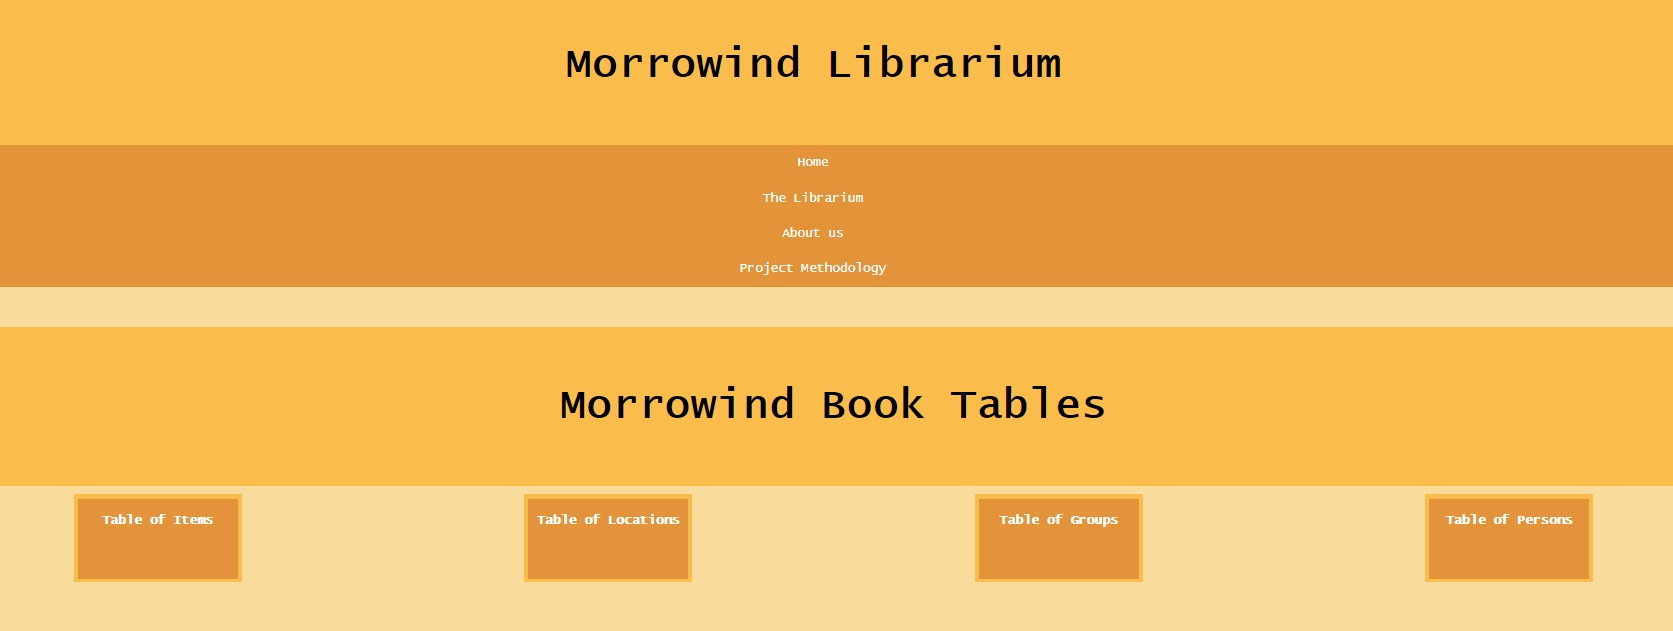 Morrowind Librarium
Home
The Librarium
About us
Project Methodology
Morrowind Book Tables
Table of Items
Table of Locations
Table of Groups
Table of Persons